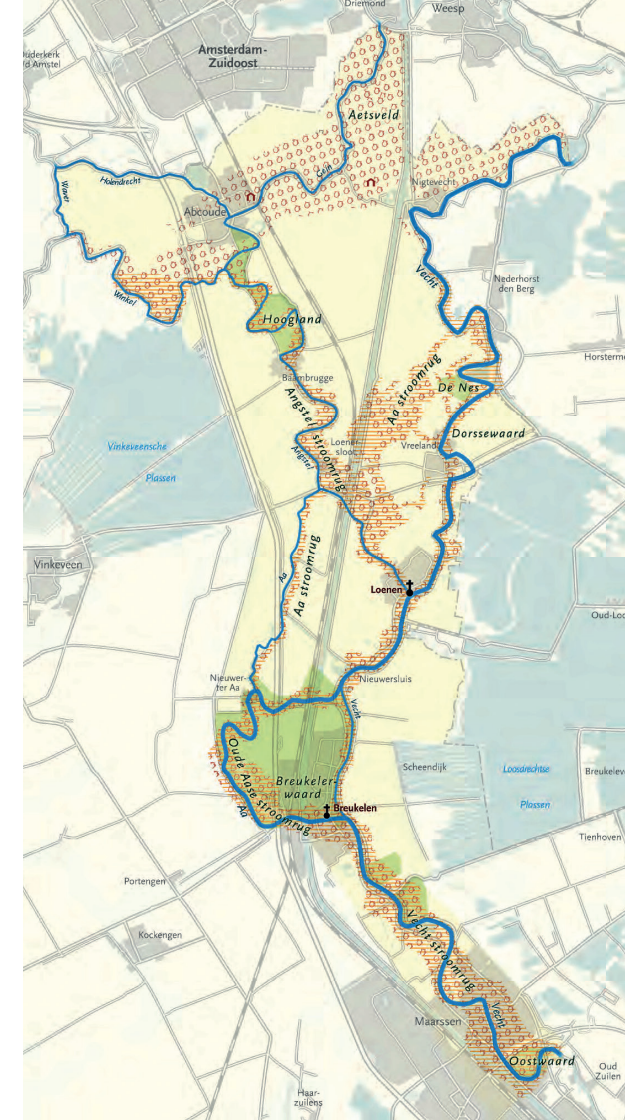 Driemond
Weesp
Ouderkerk
a/d Amstel
Amsterdam-
Zuidoost
Aetsveld
Gein
Holendrecht
Nigtevecht
Waver
Abcoude
Vecht
Winkel
Nederhorst
den Berg
Hoogland
Horsterme
Baambrugge
Aa stroomrug
De Nes
Angstel stroomrug
Dorssewaard
Loener-
sloot
Vreeland
Angstel
Vinkeveensche
Plassen
Vinkeveen
Aa
Aa stroomrug
Loenen
Oud-Loo
Nieuwer-
ter Aa
Nieuwersluis
Vecht
Oude Aase stroomrug
Scheendijk
Loosdrechtse
Plassen
Breukeleve
Breukeler-
waard
Aa
Breukelen
Tienhoven
Portengen
Kockengen
Vecht stroomrug
Vecht
Maarssen
Oostwaard
Oud
Zuilen
Haar-
zuilens